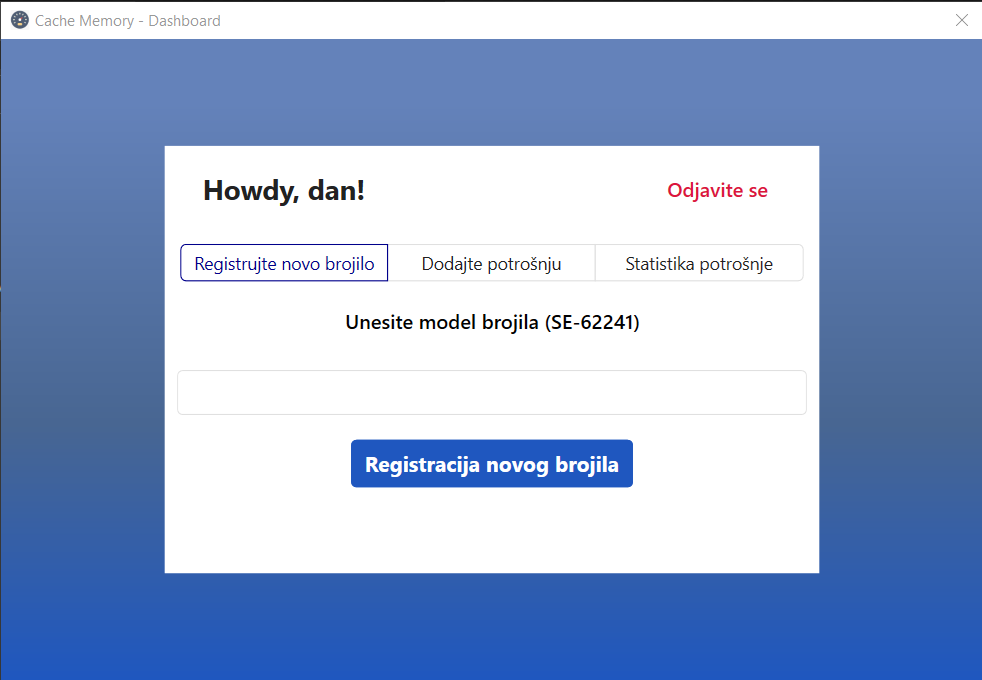 Cache Memory - Dashboard
Howdy, dan!
Odjavite se
Registrujte novo brojilo
Dodajte potrošnju
Statistika potrošnje
Unesite model brojila (SE-62241)
Registracija novog brojila